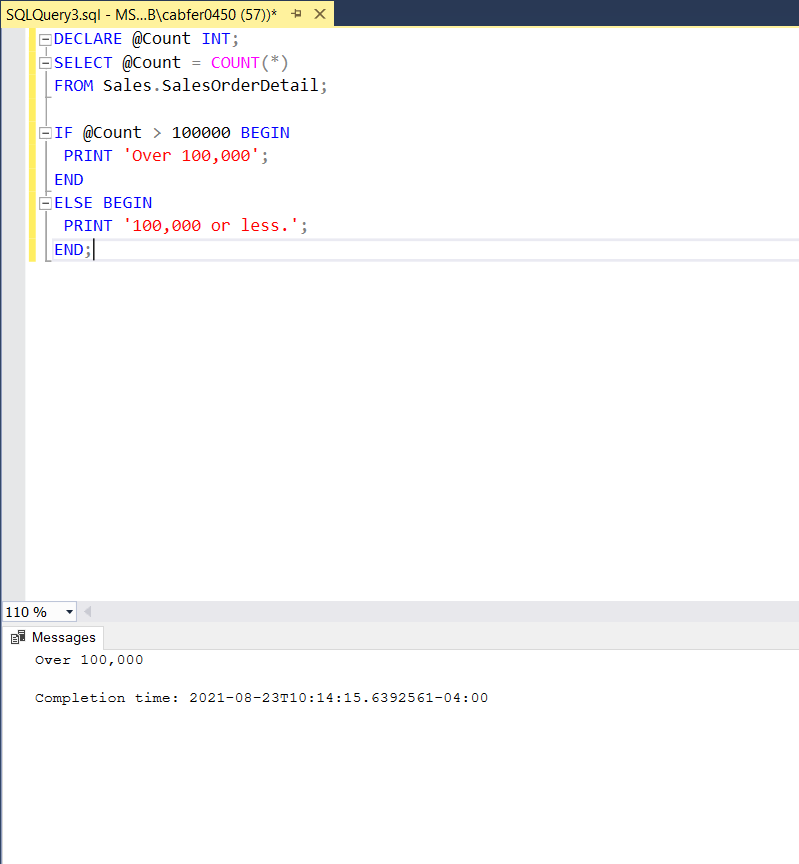 SQLQuery3.sql - MS...B\cabfer0450 (57))*
DECLARE @Count INT;
SELECT @Count = COUNT(*)
FROM Sales.SalesOrderDetail;
IF @Count > 100000 BEGIN
PRINT 'Over 100,000';
END
ELSE BEGIN
PRINT '100,000 or less.';
END;
110 %
Messages
Over 100,000
Completion time: 2021-08-23T10:14:15.6392561-04:00